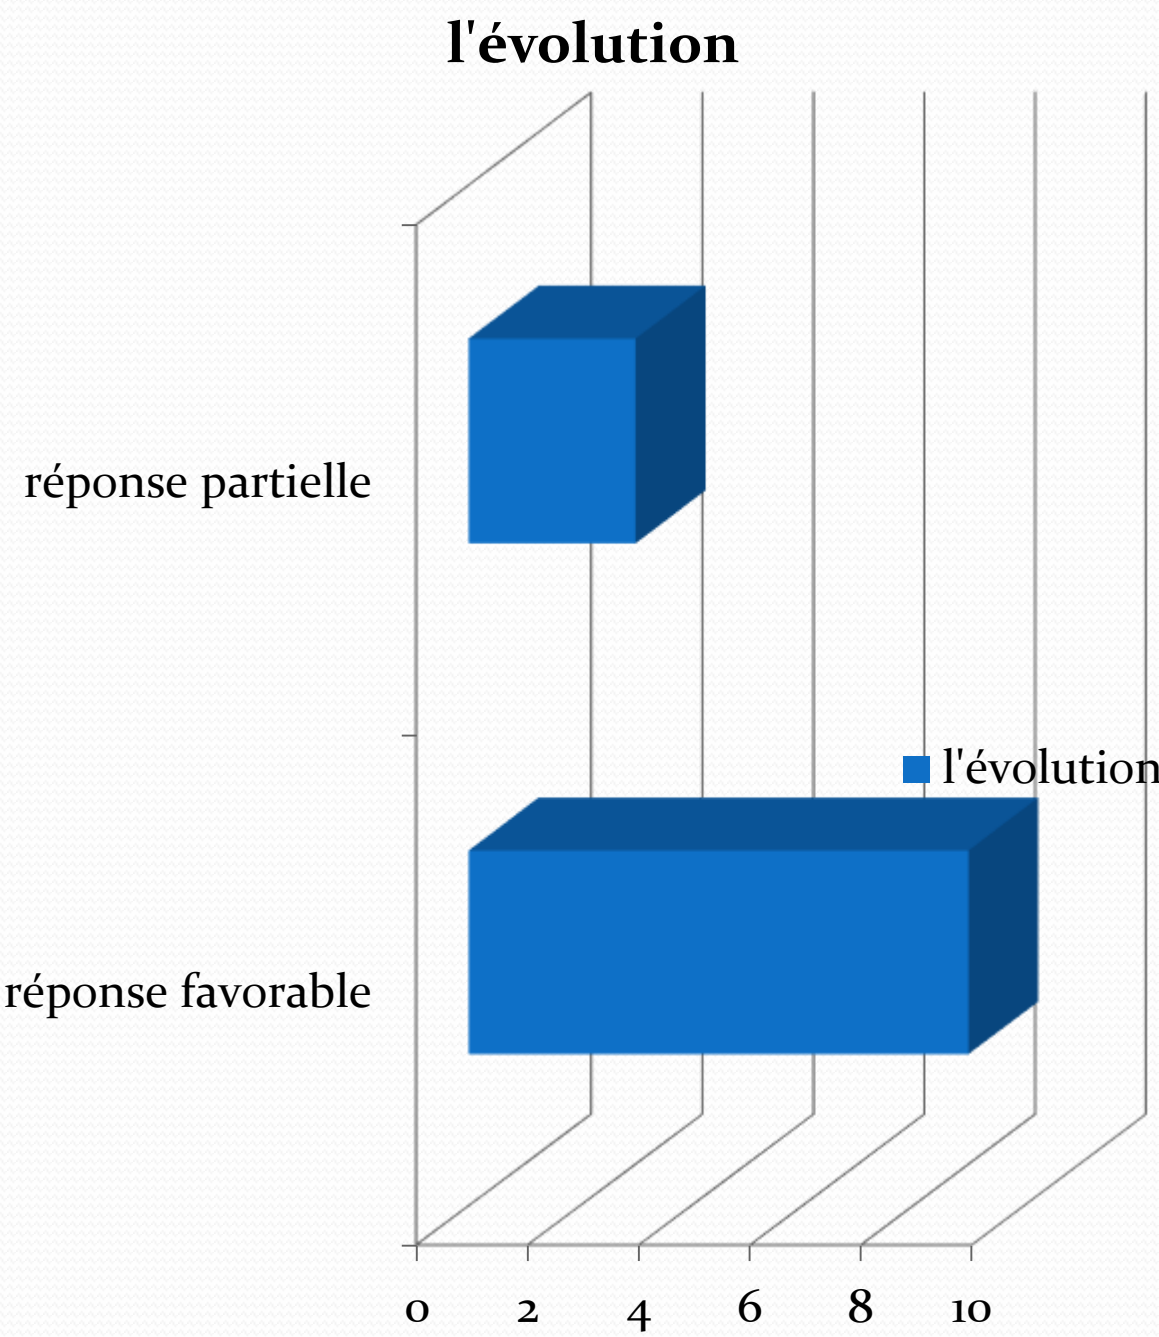 l'évolution
réponse partielle
l'évolution
réponse favorable
0 2 4 6 8 10